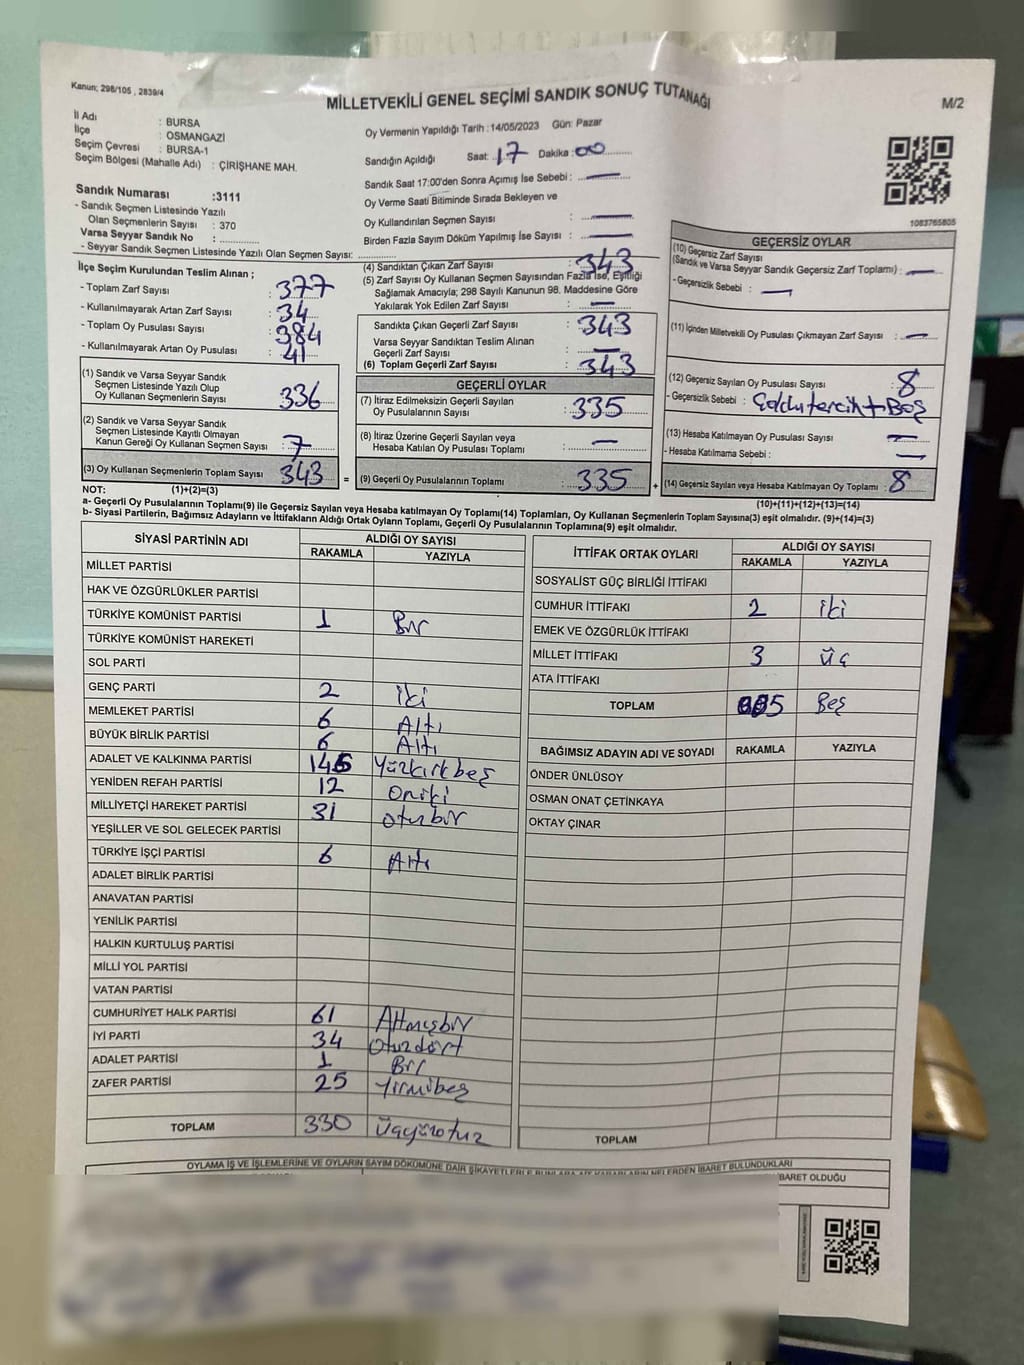 Kanun; 298/105 , 2839/4
MİLLETVEKİLİ GENEL SEÇİMİ SANDIK SONUÇ TUTANAĞI
M/2
İl Adı : BURSA
İlçe : OSMANGAZİ
Seçim Çevresi : BURSA-1
Seçim Bölgesi (Mahalle Adı) : ÇİRİŞHANE MAH.
Sandık Numarası :3111
- Sandık Seçmen Listesinde Yazılı
Olan Seçmenlerin Sayısı : 370
Varsa Seyyar Sandık No :
- Seyyar Sandık Seçmen Listesinde Yazılı Olan Seçmen Sayısı:
Oy Vermenin Yapıldığı Tarih :14/05/2023 Gün: Pazar
Sandığın Açıldığı Saat: 17 Dakika :00
Sandık Saat 17:00'den Sonra Açımış İse Sebebi : —
Oy Verme Saati Bitiminde Sırada Bekleyen ve
Oy Kullandırılan Seçmen Sayısı : —
Birden Fazla Sayım Döküm Yapılmış İse Sayısı : —
1083765805
İlçe Seçim Kurulundan Teslim Alınan ;
- Toplam Zarf Sayısı : 377
- Kullanılmayarak Artan Zarf Sayısı : 34
- Toplam Oy Pusulası Sayısı : 384
- Kullanılmayarak Artan Oy Pusulası : 41
(1) Sandık ve Varsa Seyyar Sandık
Seçmen Listesinde Yazılı Olup
Oy Kullanan Seçmenlerin Sayısı : 336
(2) Sandık ve Varsa Seyyar Sandık
Seçmen Listesinde Kayıtlı Olmayan
Kanun Gereği Oy Kullanan Seçmen Sayısı : 7
(3) Oy Kullanan Seçmenlerin Toplam Sayısı : 343 =
(4) Sandıktan Çıkan Zarf Sayısı : 343
(5) Zarf Sayısı Oy Kullanan Seçmen Sayısından Fazla İse, Eşitliği
Sağlamak Amacıyla; 298 Sayılı Kanunun 98. Maddesine Göre
Yakılarak Yok Edilen Zarf Sayısı : —
Sandıkta Çıkan Geçerli Zarf Sayısı : 343
Varsa Seyyar Sandıktan Teslim Alınan
Geçerli Zarf Sayısı : —
(6) Toplam Geçerli Zarf Sayısı : 343
GEÇERLİ OYLAR
(7) İtiraz Edilmeksizin Geçerli Sayılan
Oy Pusulalarının Sayısı : 335
(8) İtiraz Üzerine Geçerli Sayılan veya
Hesaba Katılan Oy Pusulası Toplamı : —
(9) Geçerli Oy Pusulalarının Toplamı : 335 +
GEÇERSİZ OYLAR
(10) Geçersiz Zarf Sayısı
(Sandık ve Varsa Seyyar Sandık Geçersiz Zarf Toplamı) : —
- Geçersizlik Sebebi : —
(11) İçinden Milletvekili Oy Pusulası Çıkmayan Zarf Sayısı : —
(12) Geçersiz Sayılan Oy Pusulası Sayısı : 8
- Geçersizlik Sebebi : Çoklu tercih + Boş
(13) Hesaba Katılmayan Oy Pusulası Sayısı : —
- Hesaba Katılmama Sebebi : —
(14) Geçersiz Sayılan veya Hesaba Katılmayan Oy Toplamı : 8
NOT: (1)+(2)=(3)
(10)+(11)+(12)+(13)=(14)
a- Geçerli Oy Pusulalarının Toplamı(9) ile Geçersiz Sayılan veya Hesaba Katılmayan Oy Toplamı(14) Toplamları, Oy Kullanan Seçmenlerin Toplam Sayısına(3) eşit olmalıdır. (9)+(14)=(3)
b- Siyasi Partilerin, Bağımsız Adayların ve İttifakların Aldığı Ortak Oyların Toplamı, Geçerli Oy Pusulalarının Toplamına(9) eşit olmalıdır.
SİYASİ PARTİNİN ADI ALDIĞI OY SAYISI
RAKAMLA YAZIYLA
MİLLET PARTİSİ
HAK VE ÖZGÜRLÜKLER PARTİSİ
TÜRKİYE KOMÜNİST PARTİSİ 1 Bir
TÜRKİYE KOMÜNİST HAREKETİ
SOL PARTİ
GENÇ PARTİ 2 iki
MEMLEKET PARTİSİ 6 Altı
BÜYÜK BİRLİK PARTİSİ 6 Altı
ADALET VE KALKINMA PARTİSİ 145 Yüzkırkbeş
YENİDEN REFAH PARTİSİ 12 oniki
MİLLİYETÇİ HAREKET PARTİSİ 31 otuzbir
YEŞİLLER VE SOL GELECEK PARTİSİ
TÜRKİYE İŞÇİ PARTİSİ 6 Altı
ADALET BİRLİK PARTİSİ
ANAVATAN PARTİSİ
YENİLİK PARTİSİ
HALKIN KURTULUŞ PARTİSİ
MİLLİ YOL PARTİSİ
VATAN PARTİSİ
CUMHURİYET HALK PARTİSİ 61 Altmışbir
İYİ PARTİ 34 otuzdört
ADALET PARTİSİ 1 Bir
ZAFER PARTİSİ 25 Yirmibeş
TOPLAM 330 üçyüzotuz
İTTİFAK ORTAK OYLARI ALDIĞI OY SAYISI
RAKAMLA YAZIYLA
SOSYALİST GÜÇ BİRLİĞİ İTTİFAKI
CUMHUR İTTİFAKI 2 iki
EMEK VE ÖZGÜRLÜK İTTİFAKI
MİLLET İTTİFAKI 3 üç
ATA İTTİFAKI
TOPLAM 5 Beş
BAĞIMSIZ ADAYIN ADI VE SOYADI RAKAMLA YAZIYLA
ÖNDER ÜNLÜSOY
OSMAN ONAT ÇETİNKAYA
OKTAY ÇINAR
TOPLAM
OYLAMA İŞ VE İŞLEMLERİNE VE OYLARIN SAYIM DÖKÜMÜNE DAİR ŞİKAYETLERLE BUNLARA AİT KARARLARIN NELERDEN İBARET BULUNDUKLARI
BARET OLDUĞU